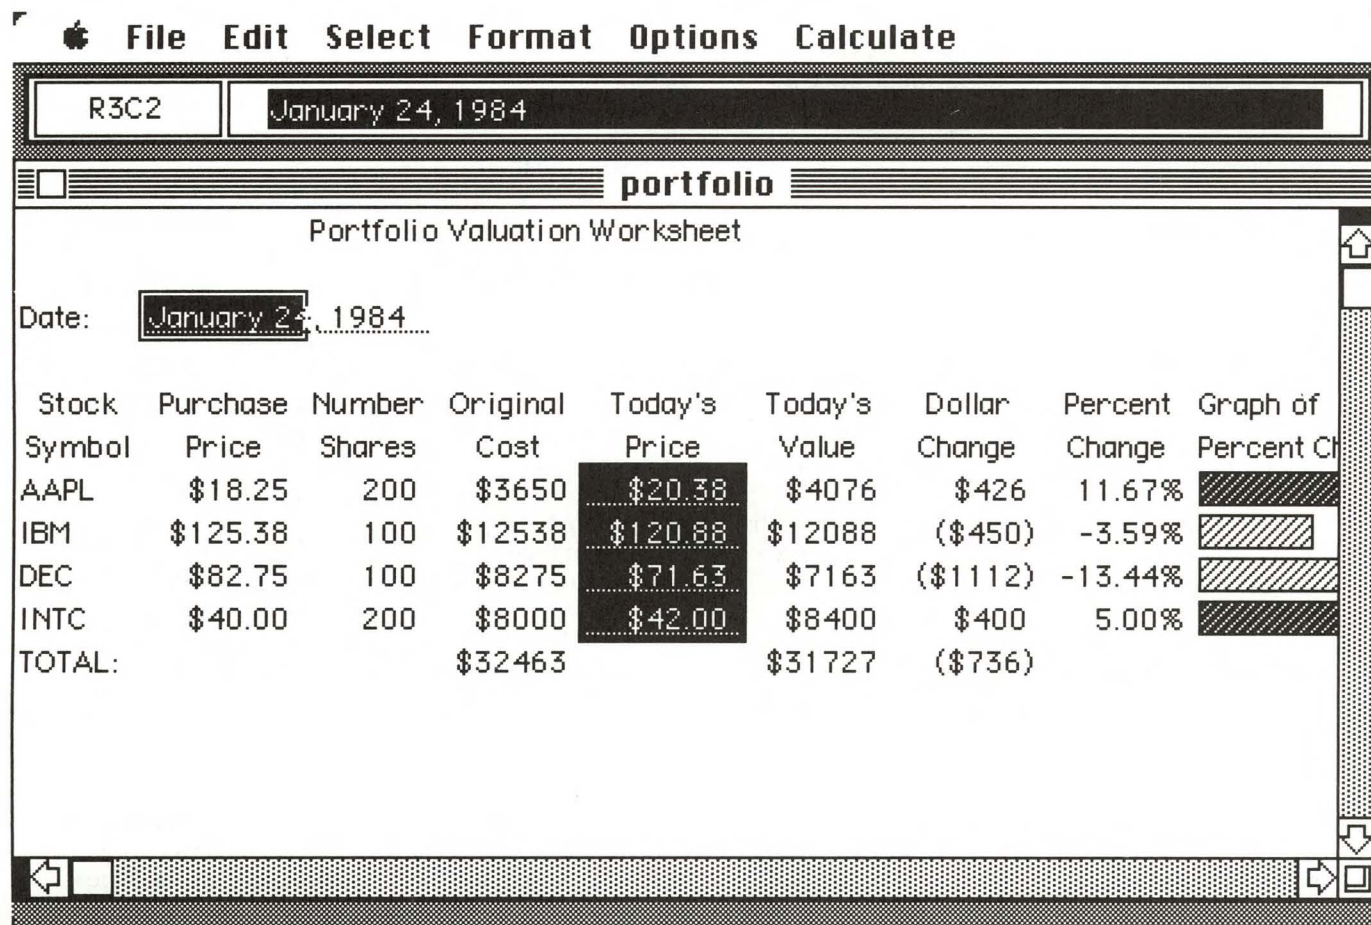 File Edit Select Format Options Calculate
R3C2 January 24, 1984
portfolio
Portfolio Valuation Worksheet
Date: January 24, 1984
Stock Purchase Number Original Today's Today's Dollar Percent Graph of
Symbol Price Shares Cost Price Value Change Change Percent Ch
AAPL $18.25 200 $3650 $20.38 $4076 $426 11.67%
IBM $125.38 100 $12538 $120.88 $12088 ($450) -3.59%
DEC $82.75 100 $8275 $71.63 $7163 ($1112) -13.44%
INTC $40.00 200 $8000 $42.00 $8400 $400 5.00%
TOTAL: $32463 $31727 ($736)